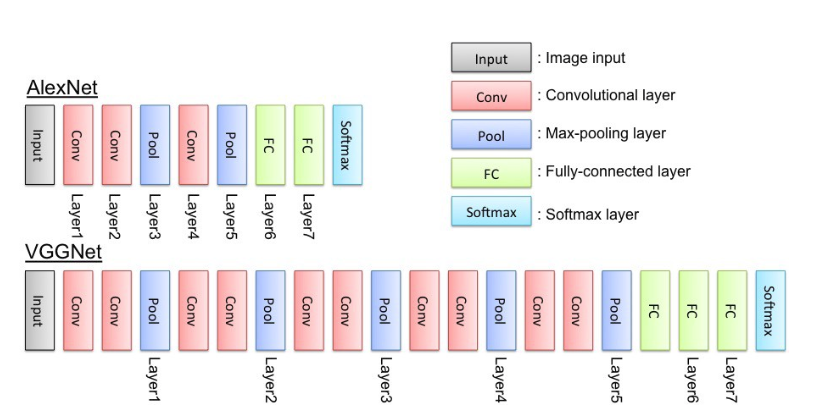 Input : Image input
AlexNet
Conv : Convolutional layer
Pool : Max-pooling layer
FC : Fully-connected layer
Softmax : Softmax layer
Input Conv Conv Pool Conv Pool FC FC Softmax
Layer1 Layer2 Layer3 Layer4 Layer5 Layer6 Layer7
VGGNet
Input Conv Conv Pool Conv Conv Pool Conv Conv Pool Conv Conv Pool Conv Conv Pool FC FC FC Softmax
Layer1 Layer2 Layer3 Layer4 Layer5 Layer6 Layer7